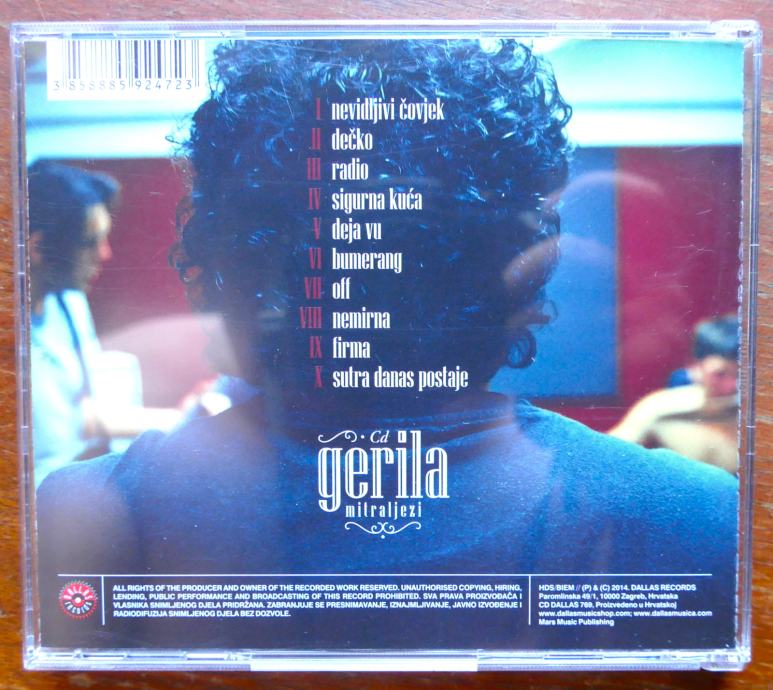 3 858885 924723
I nevidljivi čovjek
II dečko
III radio
IV sigurna kuća
V deja vu
VI bumerang
VII off
VIII nemirna
IX firma
X sutra danas postaje
Cd
gerila
mitraljezi
DALLAS
RECORDS
ALL RIGHTS OF THE PRODUCER AND OWNER OF THE RECORDED WORK RESERVED. UNAUTHORISED COPYING, HIRING,
LENDING, PUBLIC PERFORMANCE AND BROADCASTING OF THIS RECORD PROHIBITED. SVA PRAVA PROIZVOĐAČA I
VLASNIKA SNIMLJENOG DJELA PRIDRŽANA. ZABRANJUJE SE PRESNIMAVANJE, IZNAJMLJIVANJE, JAVNO IZVOĐENJE I
RADIODIFUZIJA SNIMLJENOG DJELA BEZ DOZVOLE.
HDS/BIEM // (P) & (C) 2014. DALLAS RECORDS
Paromlinska 49/1, 10000 Zagreb, Hrvatska
CD DALLAS 769, Proizvedeno u Hrvatskoj
www.dallasmusicshop.com; www.dallasmusica.com
Mars Music Publishing